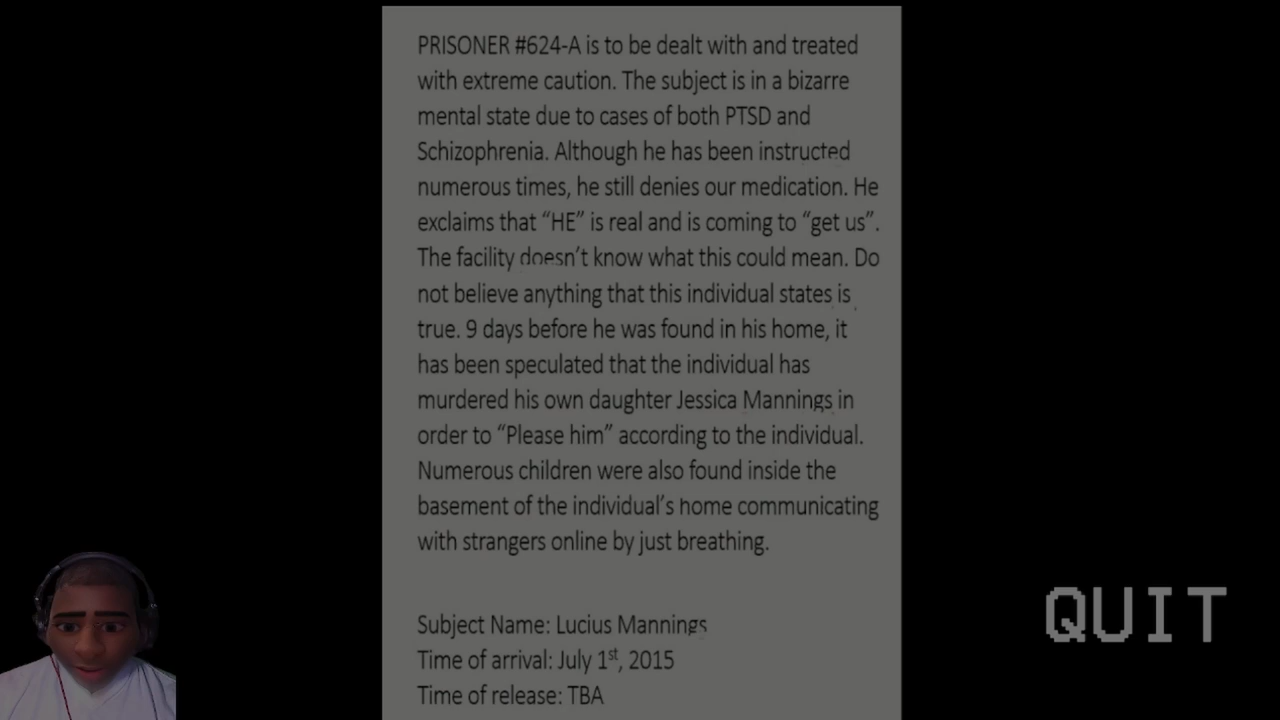 PRISONER #624-A is to be dealt with and treated
with extreme caution. The subject is in a bizarre
mental state due to cases of both PTSD and
Schizophrenia. Although he has been instructed
numerous times, he still denies our medication. He
exclaims that “HE” is real and is coming to “get us”.
The facility doesn’t know what this could mean. Do
not believe anything that this individual states is
true. 9 days before he was found in his home, it
has been speculated that the individual has
murdered his own daughter Jessica Mannings in
order to “Please him” according to the individual.
Numerous children were also found inside the
basement of the individual’s home communicating
with strangers online by just breathing.
Subject Name: Lucius Mannings
Time of arrival: July 1st, 2015
Time of release: TBA
QUIT